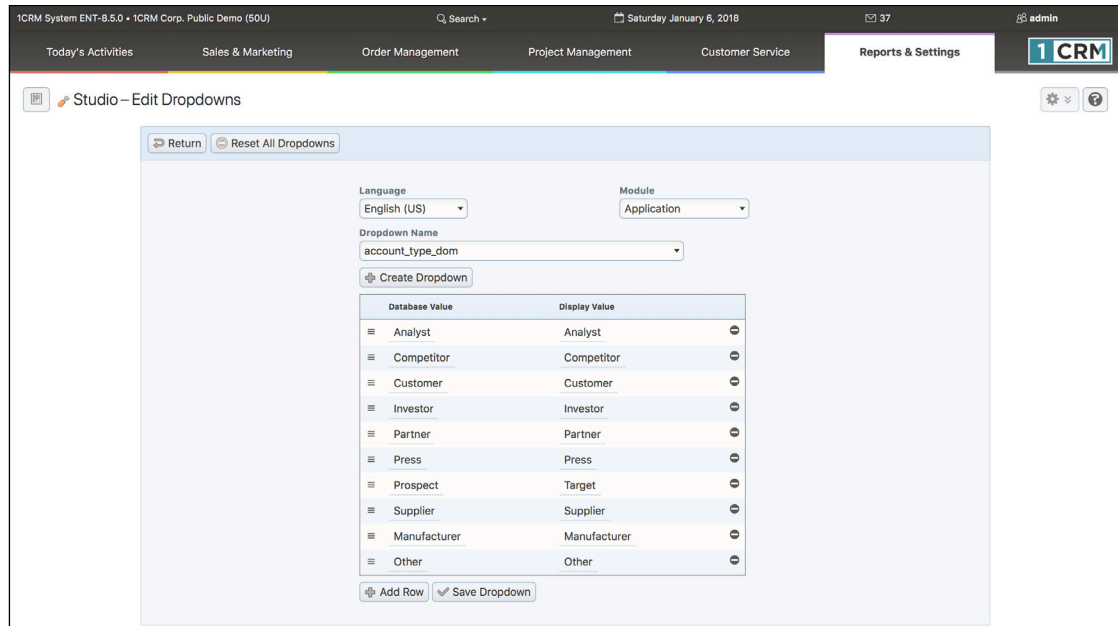 1CRM System ENT-8.5.0 • 1CRM Corp. Public Demo (50U) Search Saturday January 6, 2018 37 admin
Today's Activities Sales & Marketing Order Management Project Management Customer Service Reports & Settings 1CRM
Studio – Edit Dropdowns
Return Reset All Dropdowns
Language Module
English (US) Application
Dropdown Name
account_type_dom
Create Dropdown
Database Value Display Value
Analyst Analyst
Competitor Competitor
Customer Customer
Investor Investor
Partner Partner
Press Press
Prospect Target
Supplier Supplier
Manufacturer Manufacturer
Other Other
Add Row Save Dropdown